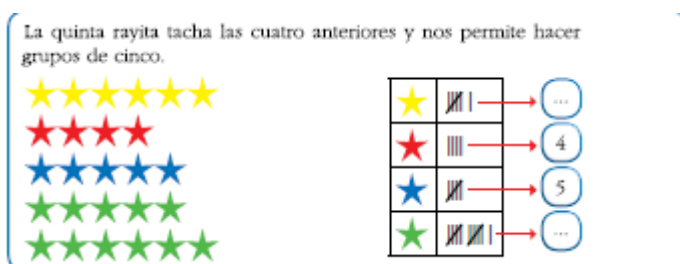 La quinta rayita tacha las cuatro anteriores y nos permite hacer
grupos de cinco.
...
4
5
...